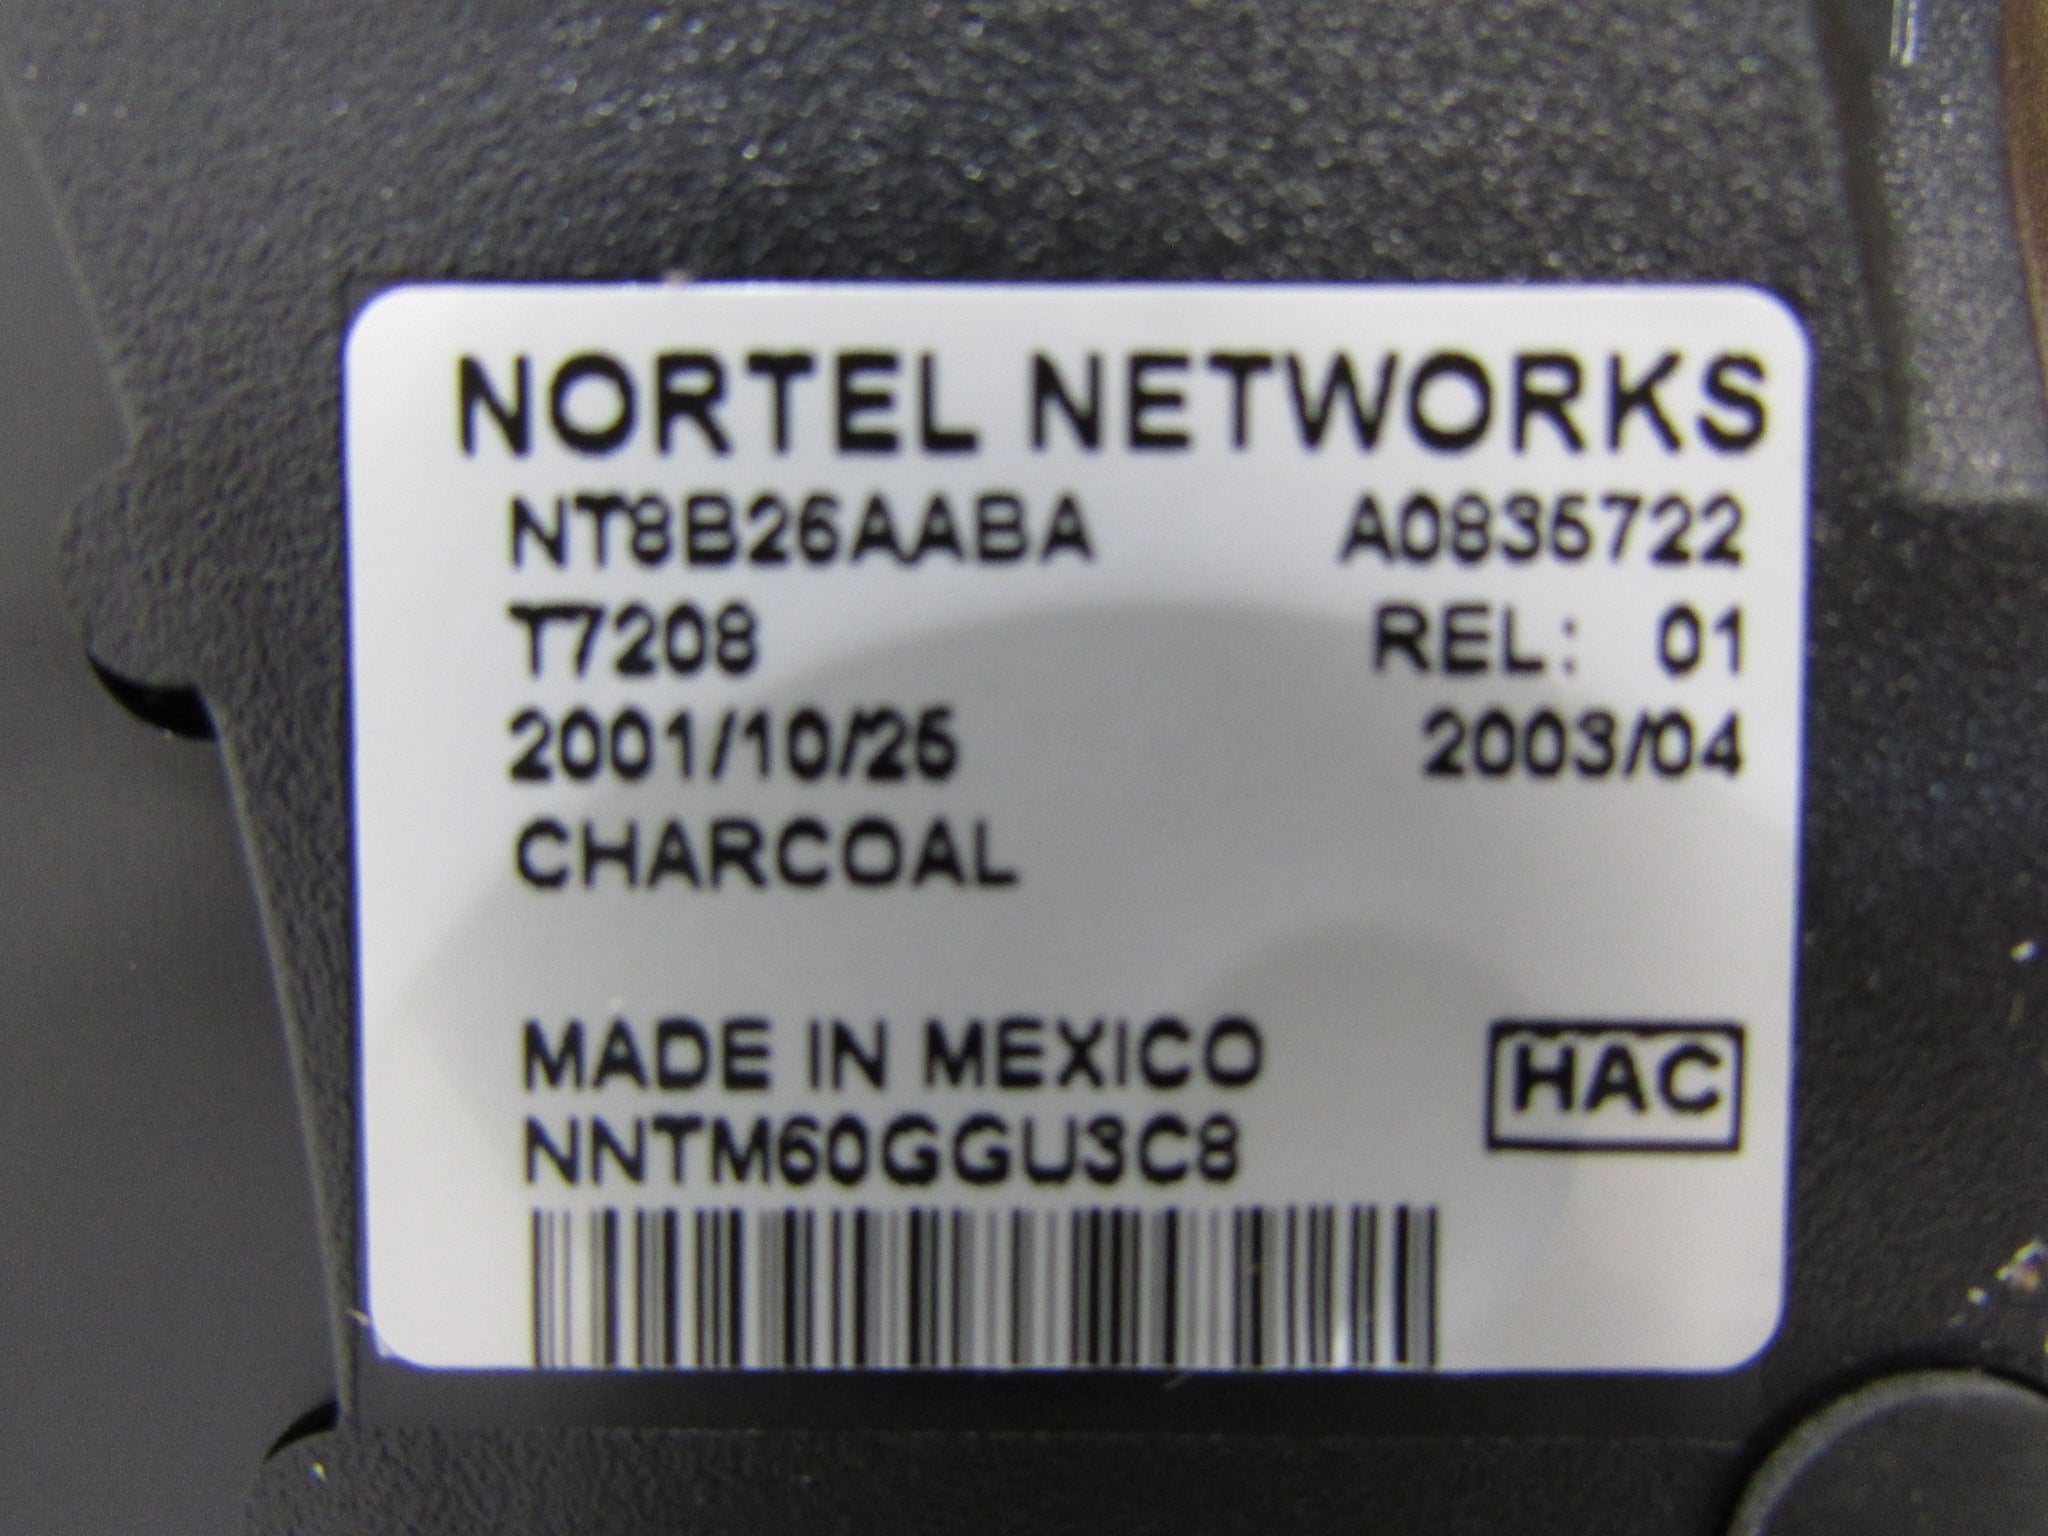 NORTEL NETWORKS
NT8B26AABA A0835722
T7208 REL: 01
2001/10/25 2003/04
CHARCOAL
MADE IN MEXICO
HAC
NNTM60GGU3C8